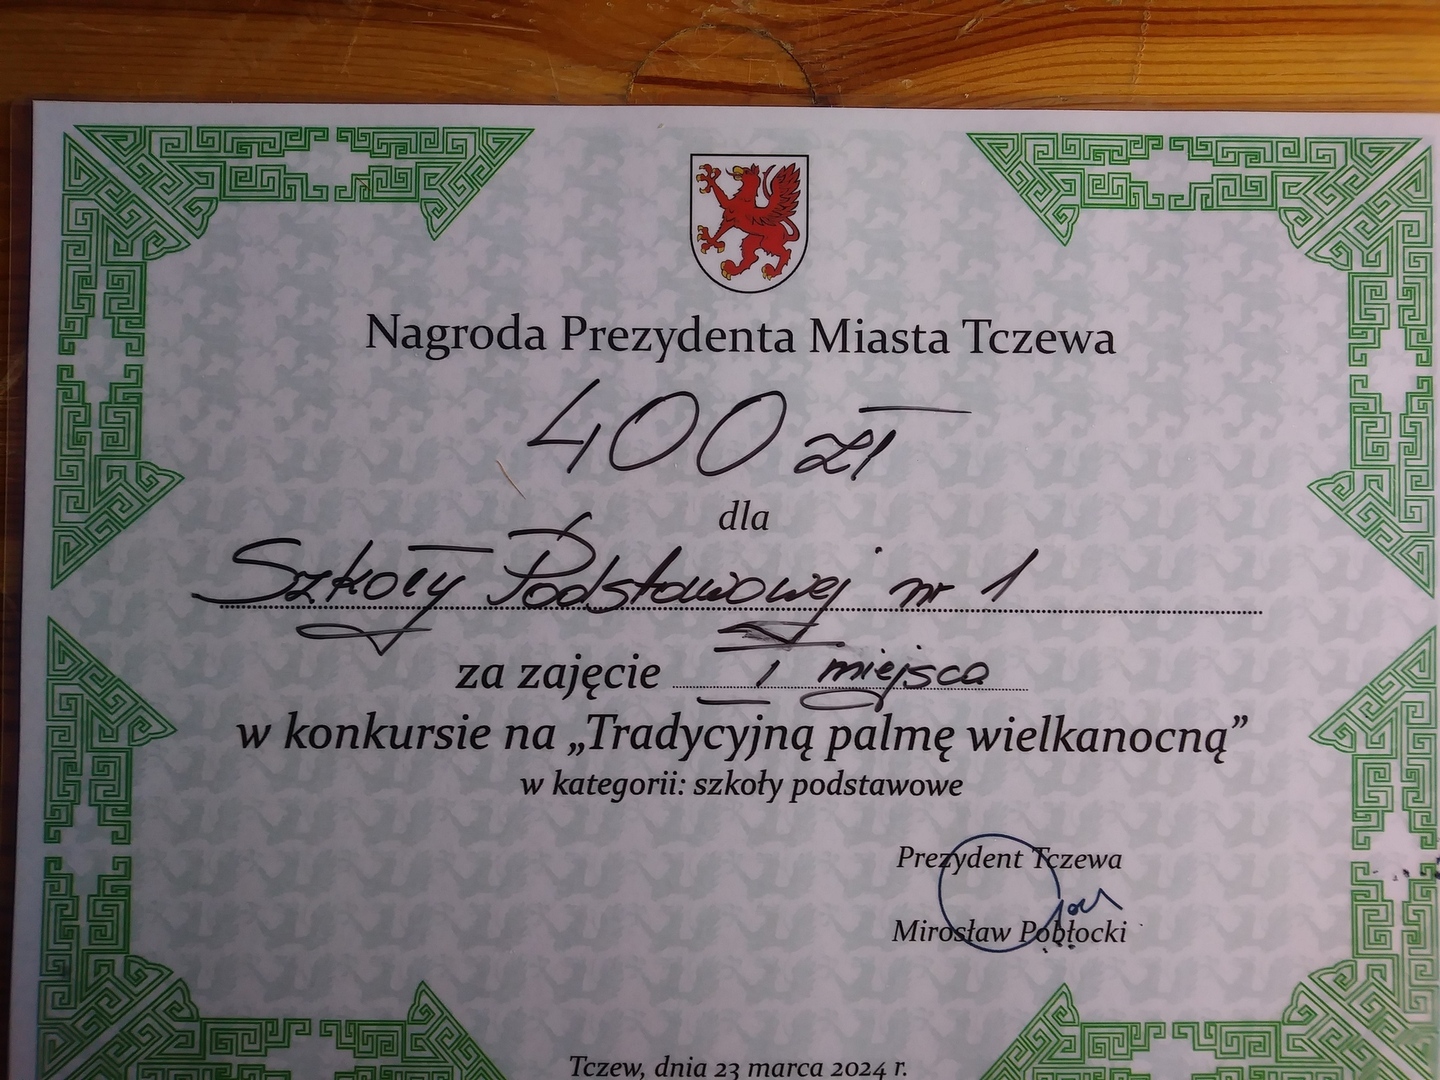 Nagroda Prezydenta Miasta Tczewa
400 zł
dla
Szkoły Podstawowej nr 1
za zajęcie I miejsca
w konkursie na „Tradycyjną palmę wielkanocną”
w kategorii: szkoły podstawowe
Prezydent Tczewa
Mirosław Pobłocki
Tczew, dnia 23 marca 2024 r.